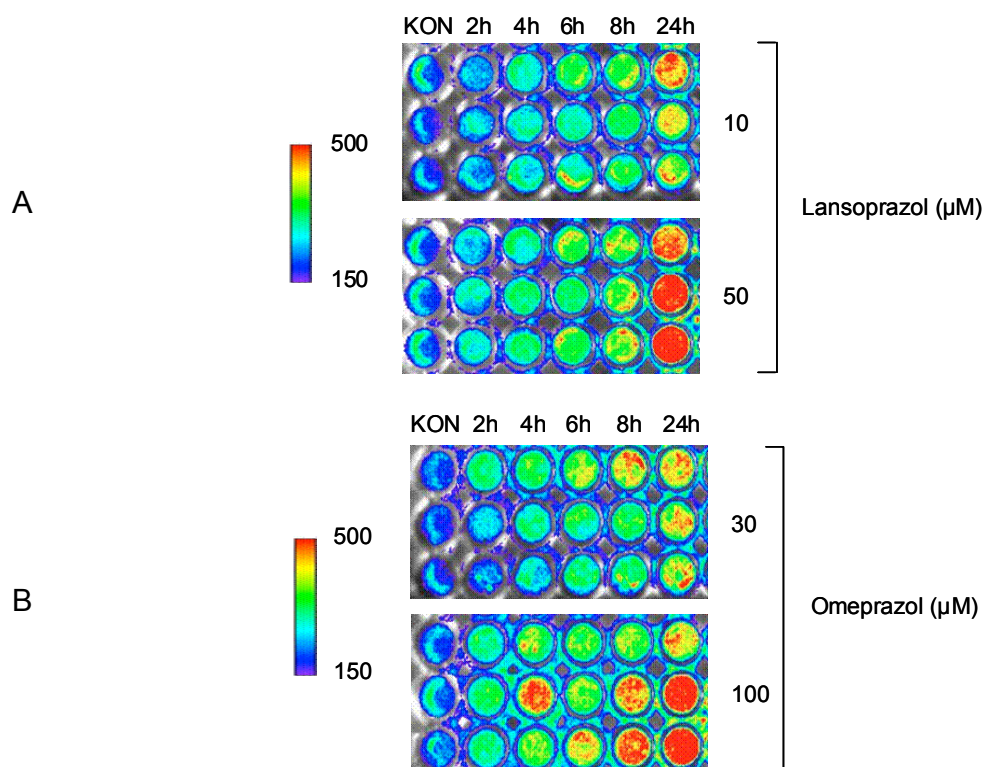 KON 2h 4h 6h 8h 24h
10
500
A
Lansoprazol (µM)
150
50
KON 2h 4h 6h 8h 24h
30
500
B
Omeprazol (µM)
150
100